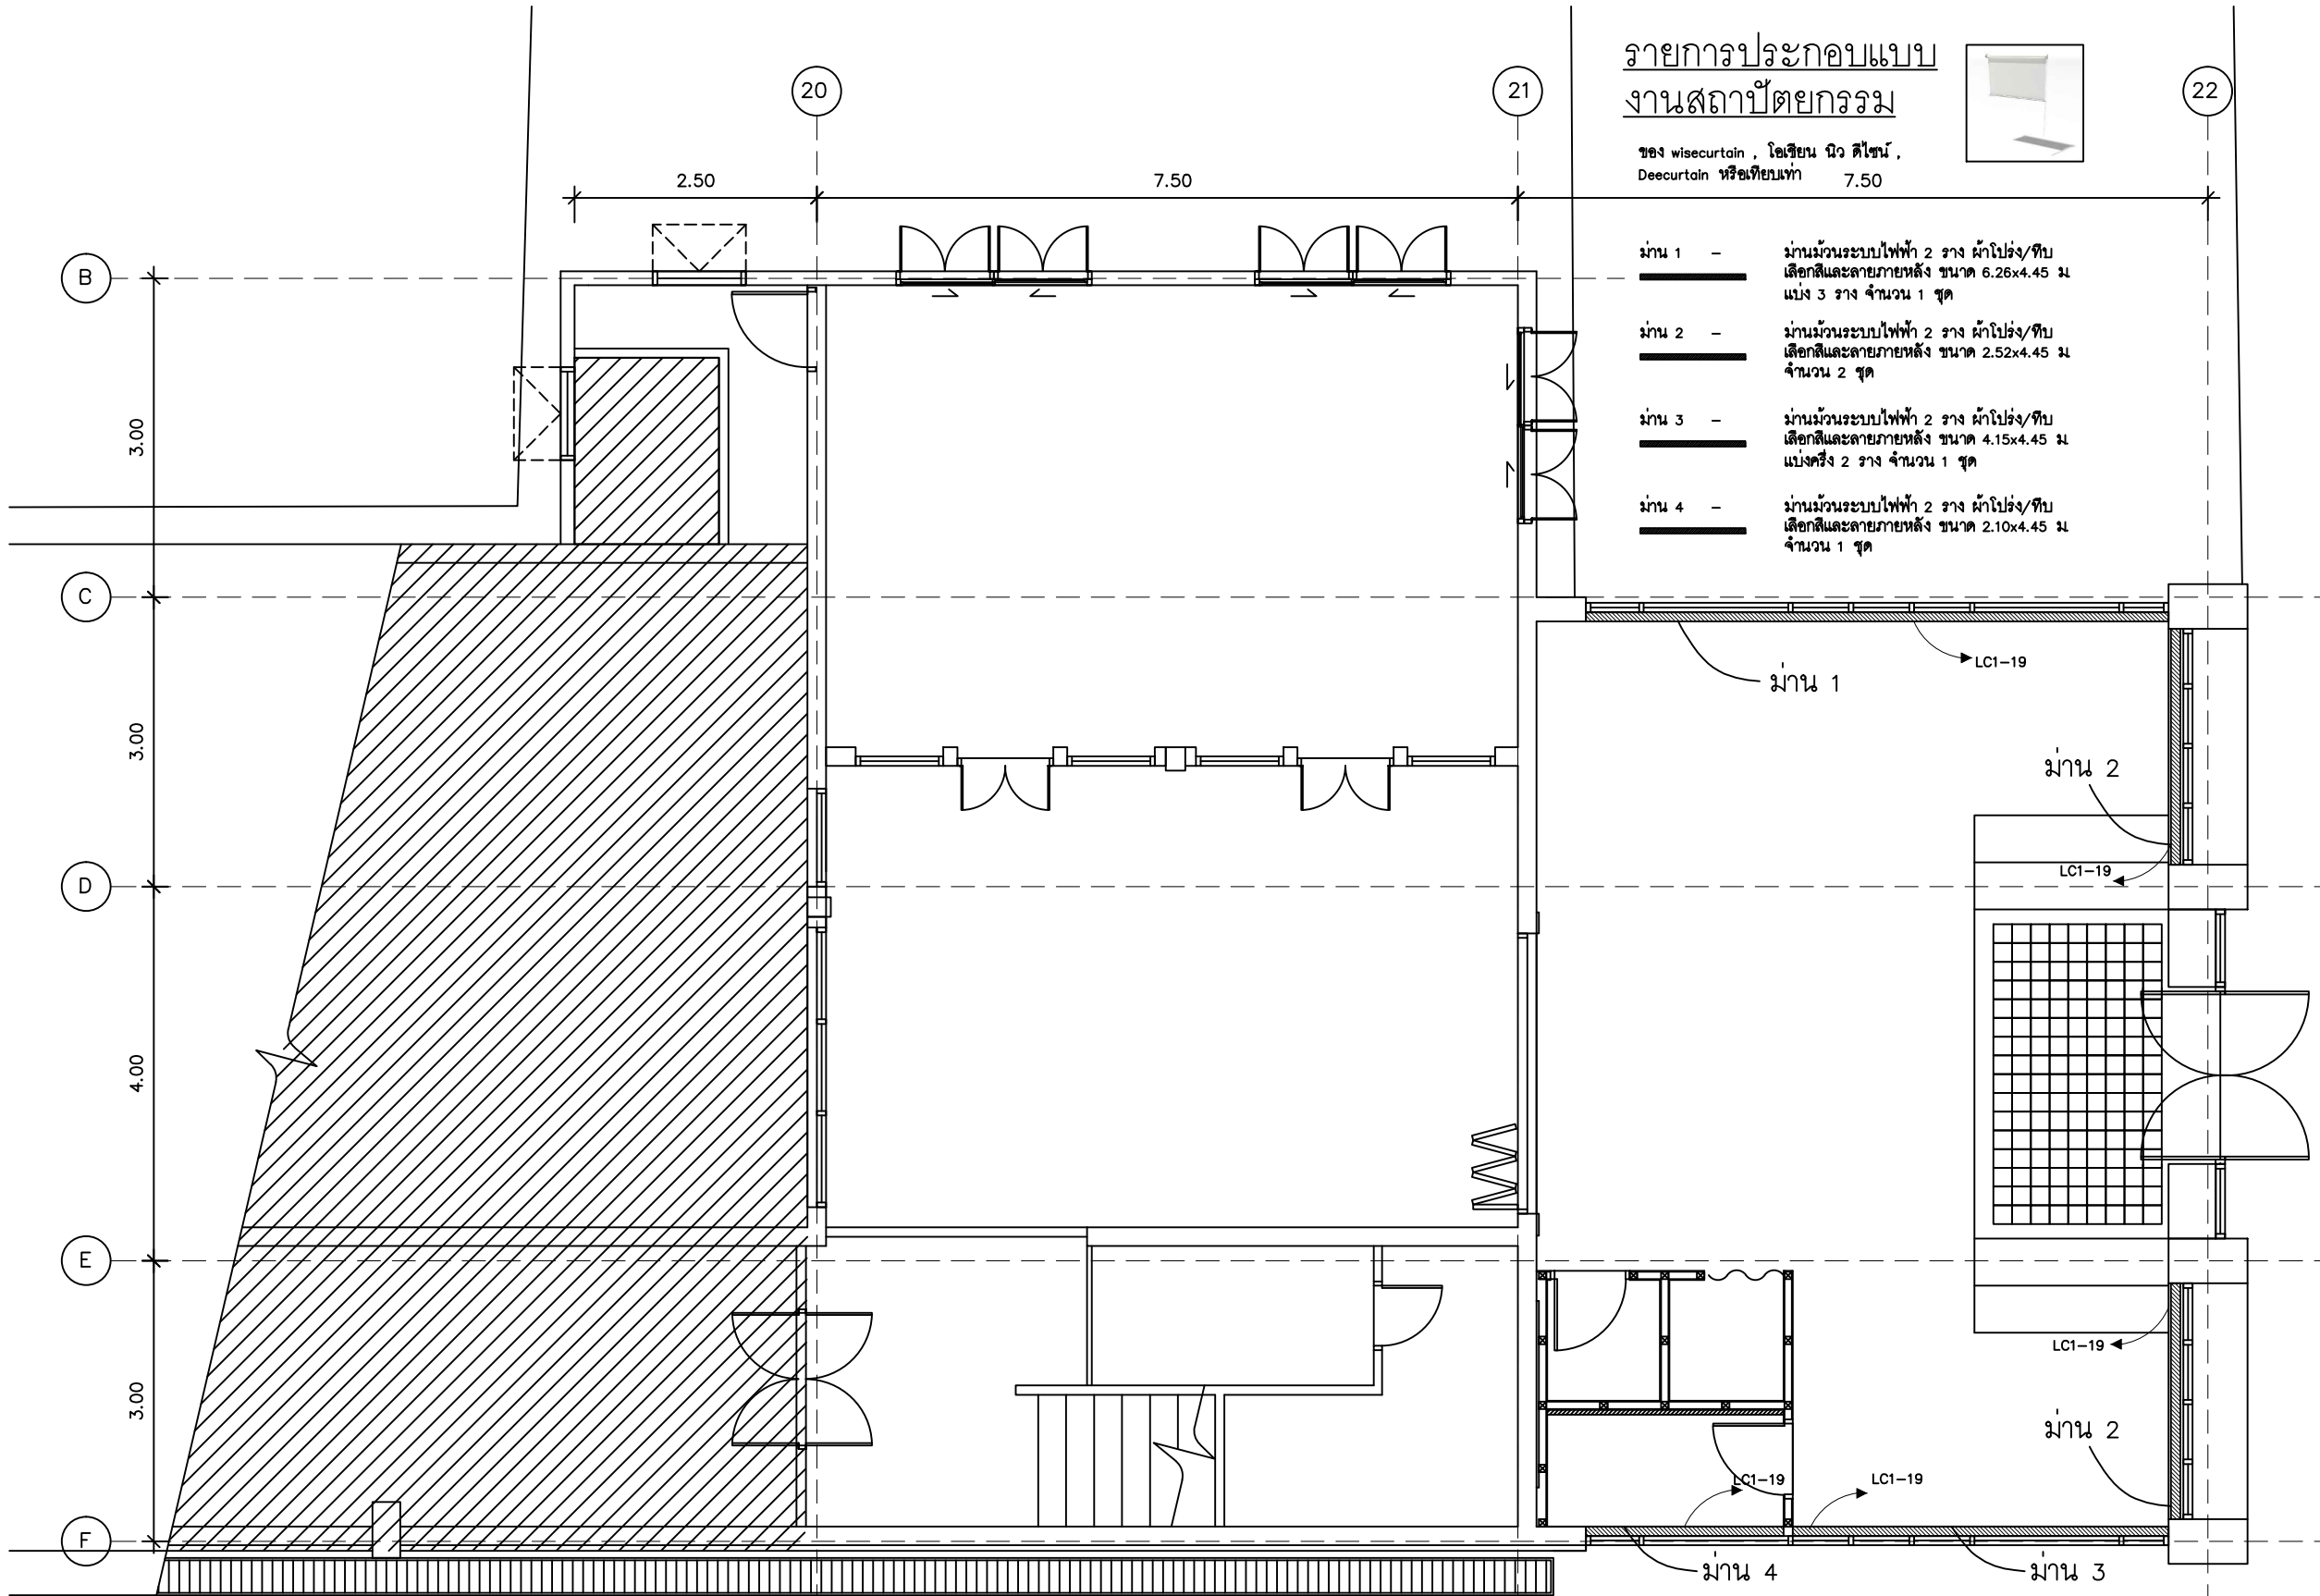 รายการประกอบแบบ
งานสถาปัตยกรรม
ของ wisecurtain , โอเชียน นิว ดีไซน์ ,
Deecurtain หรือเทียบเท่า
20
21
22
2.50
7.50
7.50
ม่าน 1 - ม่านม้วนระบบไฟฟ้า 2 ราง ผ้าโปร่ง/ทึบ
เลือกสีและลายภายหลัง ขนาด 6.26x4.45 ม.
แบ่ง 3 ราง จำนวน 1 ชุด
ม่าน 2 - ม่านม้วนระบบไฟฟ้า 2 ราง ผ้าโปร่ง/ทึบ
เลือกสีและลายภายหลัง ขนาด 2.52x4.45 ม.
จำนวน 2 ชุด
ม่าน 3 - ม่านม้วนระบบไฟฟ้า 2 ราง ผ้าโปร่ง/ทึบ
เลือกสีและลายภายหลัง ขนาด 4.15x4.45 ม.
แบ่งครึ่ง 2 ราง จำนวน 1 ชุด
ม่าน 4 - ม่านม้วนระบบไฟฟ้า 2 ราง ผ้าโปร่ง/ทึบ
เลือกสีและลายภายหลัง ขนาด 2.10x4.45 ม.
จำนวน 1 ชุด
B
3.00
C
LC1-19
ม่าน 1
3.00
ม่าน 2
LC1-19
D
4.00
E
LC1-19
3.00
ม่าน 2
LC1-19
LC1-19
F
ม่าน 4
ม่าน 3